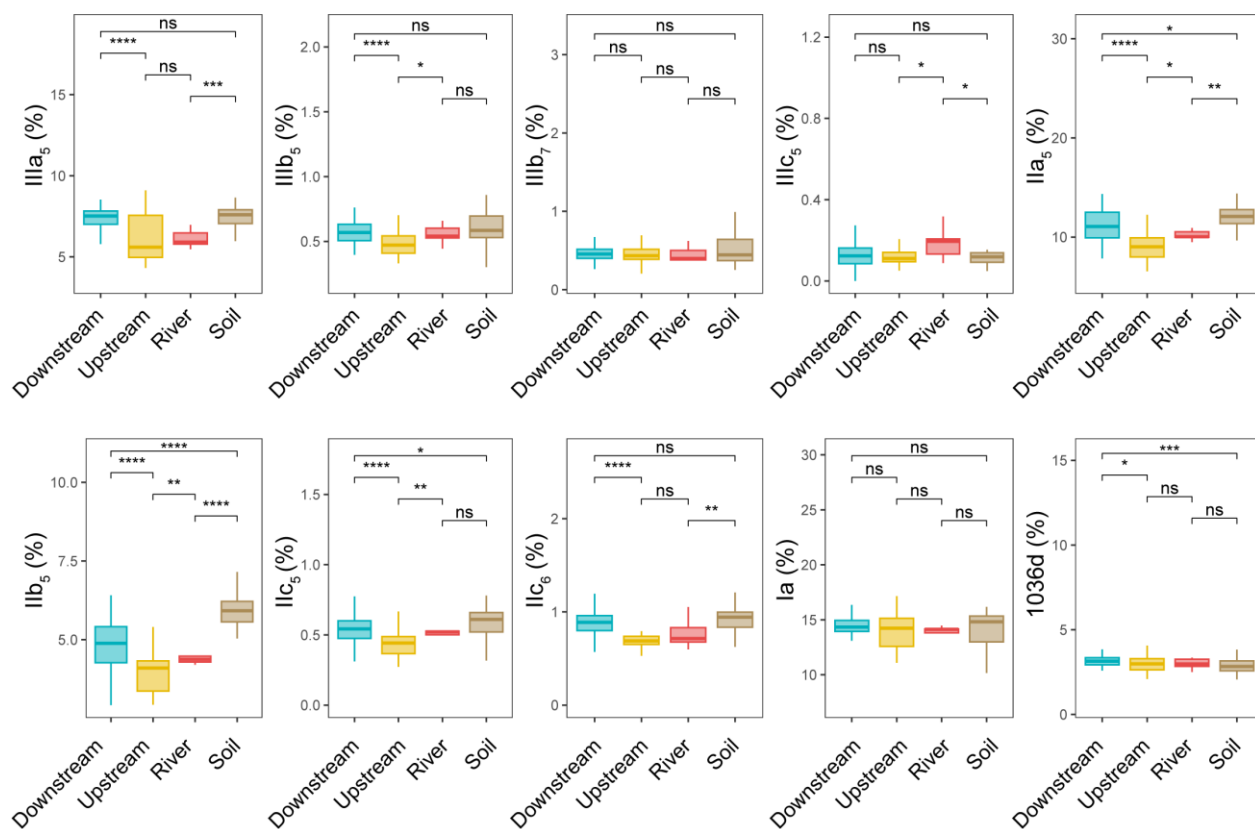 ns
****
ns
***
IIIa5 (%)
15
10
5
Downstream
Upstream
River
Soil
ns
****
*
ns
IIIb5 (%)
2.0
1.5
1.0
0.5
Downstream
Upstream
River
Soil
ns
ns
ns
ns
IIIb7 (%)
3
2
1
0
Downstream
Upstream
River
Soil
ns
ns
*
*
IIIc5 (%)
1.2
0.8
0.4
0.0
Downstream
Upstream
River
Soil
*
****
*
**
IIa5 (%)
30
20
10
Downstream
Upstream
River
Soil
****
****
**
****
IIb5 (%)
10.0
7.5
5.0
Downstream
Upstream
River
Soil
*
****
**
ns
IIc5 (%)
1.5
1.0
0.5
0.0
Downstream
Upstream
River
Soil
ns
****
ns
**
IIc6 (%)
2
1
0
Downstream
Upstream
River
Soil
ns
ns
ns
ns
Ia (%)
30
25
20
15
10
Downstream
Upstream
River
Soil
***
*
ns
ns
1036d (%)
15
10
5
0
Downstream
Upstream
River
Soil